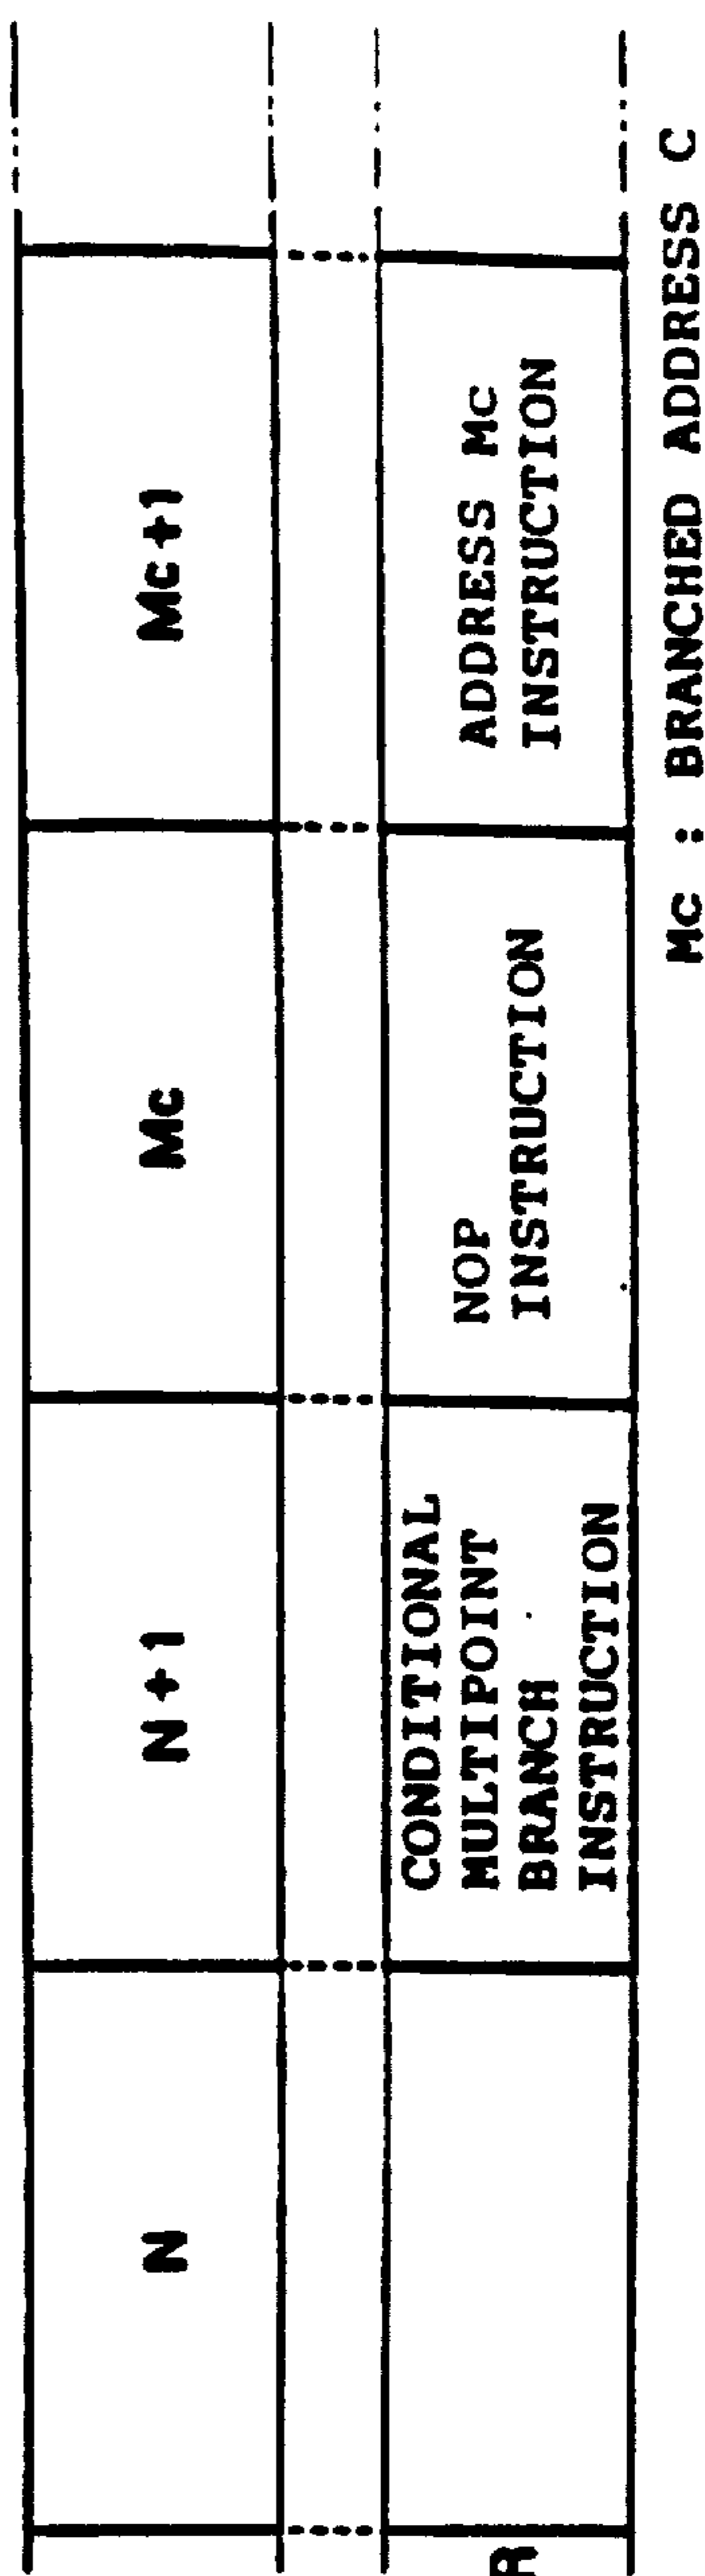 N
N+1
Mc
Mc+1
R
CONDITIONAL
MULTIPOINT
BRANCH
INSTRUCTION
NOP
INSTRUCTION
ADDRESS Mc
INSTRUCTION
Mc : BRANCHED ADDRESS C